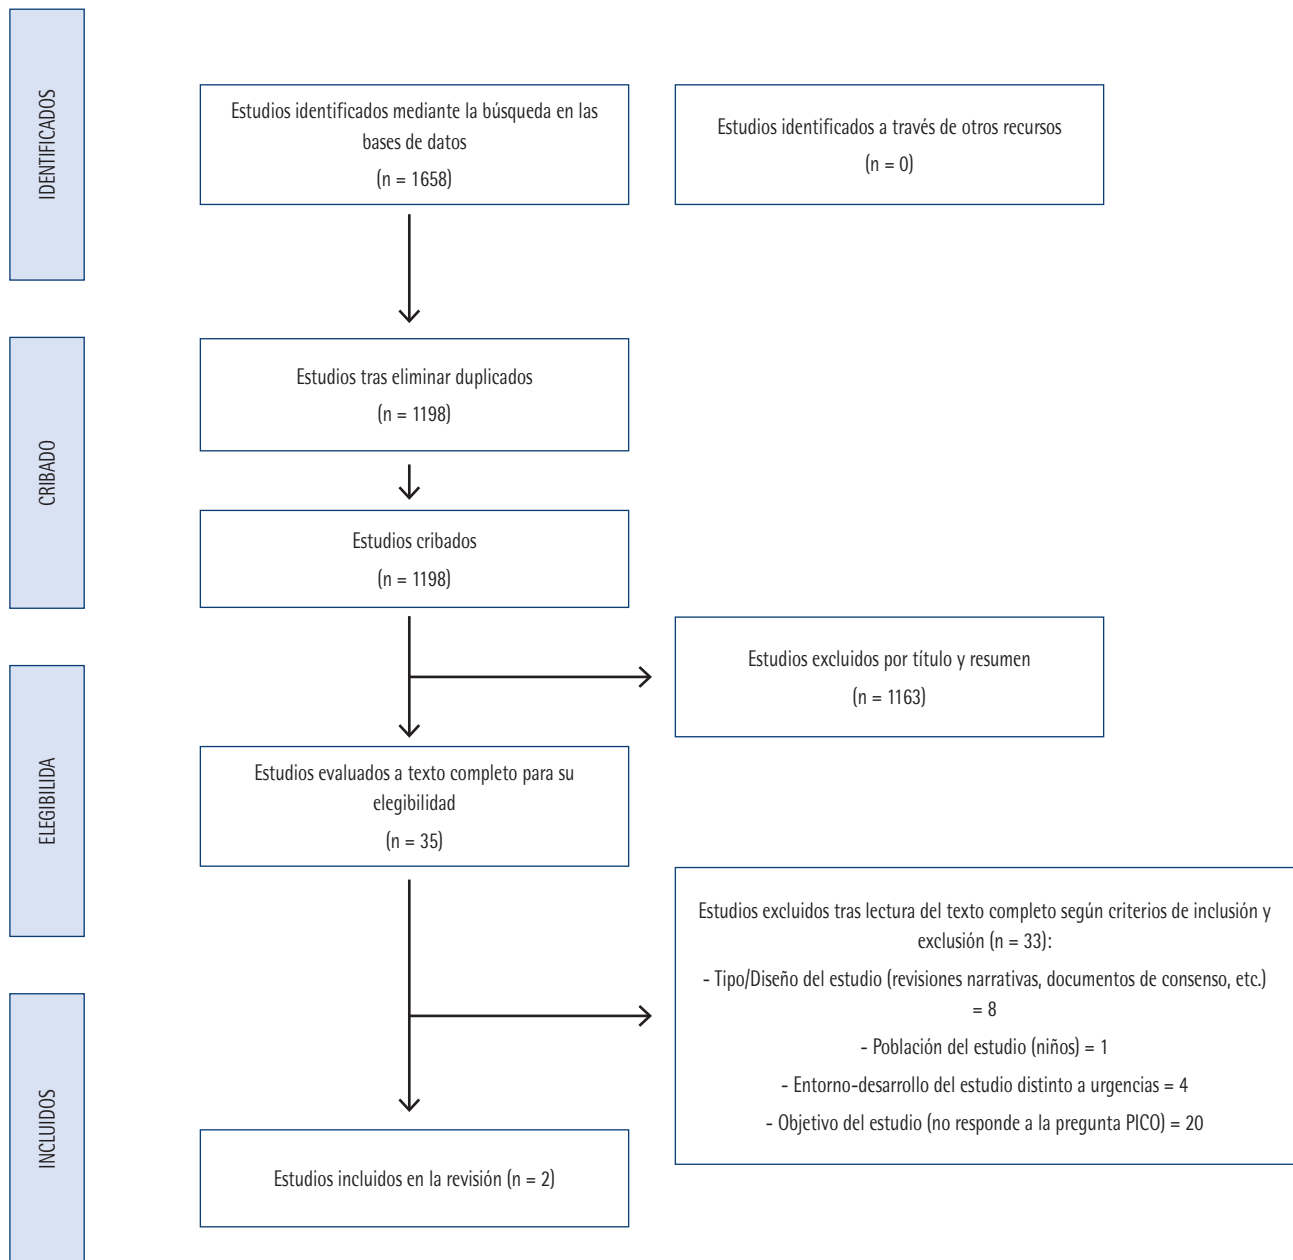 IDENTIFICADOS
Estudios identificados mediante la búsqueda en las
bases de datos
(n = 1658)
Estudios identificados a través de otros recursos
(n = 0)
CRIBADO
Estudios tras eliminar duplicados
(n = 1198)
Estudios cribados
(n = 1198)
Estudios excluidos por título y resumen
(n = 1163)
ELEGIBILIDA
Estudios evaluados a texto completo para su
elegibilidad
(n = 35)
Estudios excluidos tras lectura del texto completo según criterios de inclusión y
exclusión (n = 33):
- Tipo/Diseño del estudio (revisiones narrativas, documentos de consenso, etc.)
= 8
- Población del estudio (niños) = 1
- Entorno-desarrollo del estudio distinto a urgencias = 4
- Objetivo del estudio (no responde a la pregunta PICO) = 20
INCLUIDOS
Estudios incluidos en la revisión (n = 2)